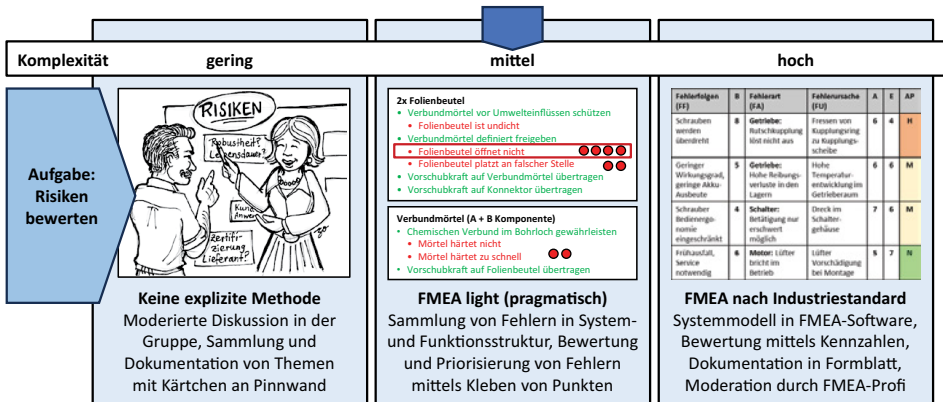 Komplexität
gering
mittel
hoch
Aufgabe:
Risiken
bewerten
RISIKEN
Robustheit?
Lebensdauer?
Zertifi-
zierung
Lieferant?
Keine explizite Methode
Moderierte Diskussion in der
Gruppe, Sammlung und
Dokumentation von Themen
mit Kärtchen an Pinnwand
2x Folienbeutel
• Verbundmörtel vor Umwelteinflüssen schützen
• Folienbeutel ist undicht
• Verbundmörtel definiert freigeben
• Folienbeutel öffnet nicht
• Folienbeutel platzt an falscher Stelle
• Vorschubkraft auf Verbundmörtel übertragen
• Vorschubkraft auf Konnektor übertragen
Verbundmörtel (A + B Komponente)
• Chemischen Verbund im Bohrloch gewährleisten
• Mörtel härtet nicht
• Mörtel härtet zu schnell
• Vorschubkraft auf Folienbeutel übertragen
FMEA light (pragmatisch)
Sammlung von Fehlern in System-
und Funktionsstruktur, Bewertung
und Priorisierung von Fehlern
mittels Kleben von Punkten
Fehlerfolgen B Fehlerart Fehlerursache A E AP
(FF) (FA) (FU)
Schrauben 8 Getriebe: Fressen von 6 4 H
werden Rutschkupplung Kupplungsring
überdreht löst nicht aus zu Kupplungs-
scheibe
Geringer 5 Getriebe: Hohe 6 6 M
Wirkungsgrad, Hohe Reibungs- Temperatur-
geringe Akku- verluste in den entwicklung im
Ausbeute Lagern Getrieberaum
Schrauber 4 Schalter: Dreck im 7 6 M
Bedienergo- Betätigung nur Schalter-
nomie erschwert gehäuse
eingeschränkt möglich
Frühausfall, 6 Motor: Lüfter Lüfter 5 7 N
Service bricht im Vorschädigung
notwendig Betrieb bei Montage
FMEA nach Industriestandard
Systemmodell in FMEA-Software,
Bewertung mittels Kennzahlen,
Dokumentation in Formblatt,
Moderation durch FMEA-Profi